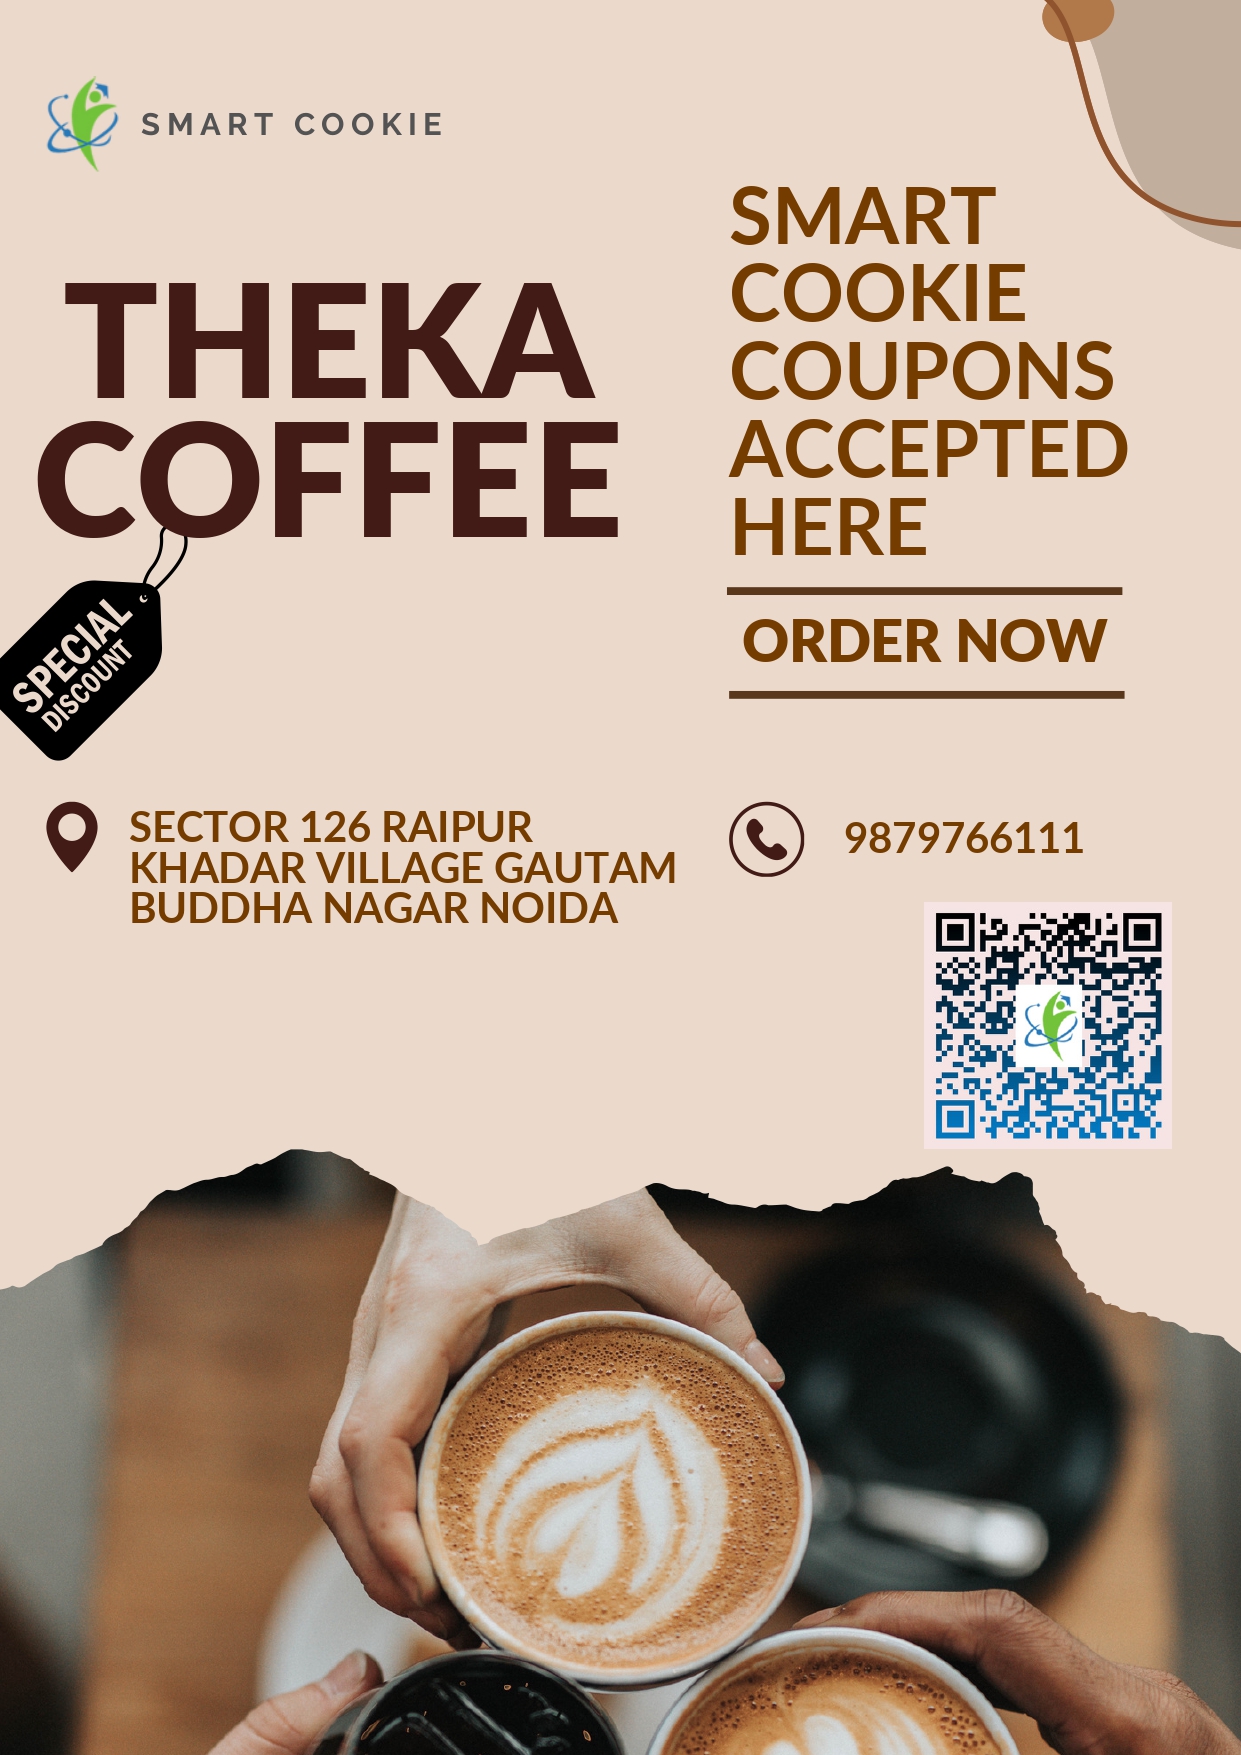 SMART COOKIE
THEKA
COFFEE
SPECIAL
DISCOUNT
SMART
COOKIE
COUPONS
ACCEPTED
HERE
ORDER NOW
SECTOR 126 RAIPUR
KHADAR VILLAGE GAUTAM
BUDDHA NAGAR NOIDA
9879766111